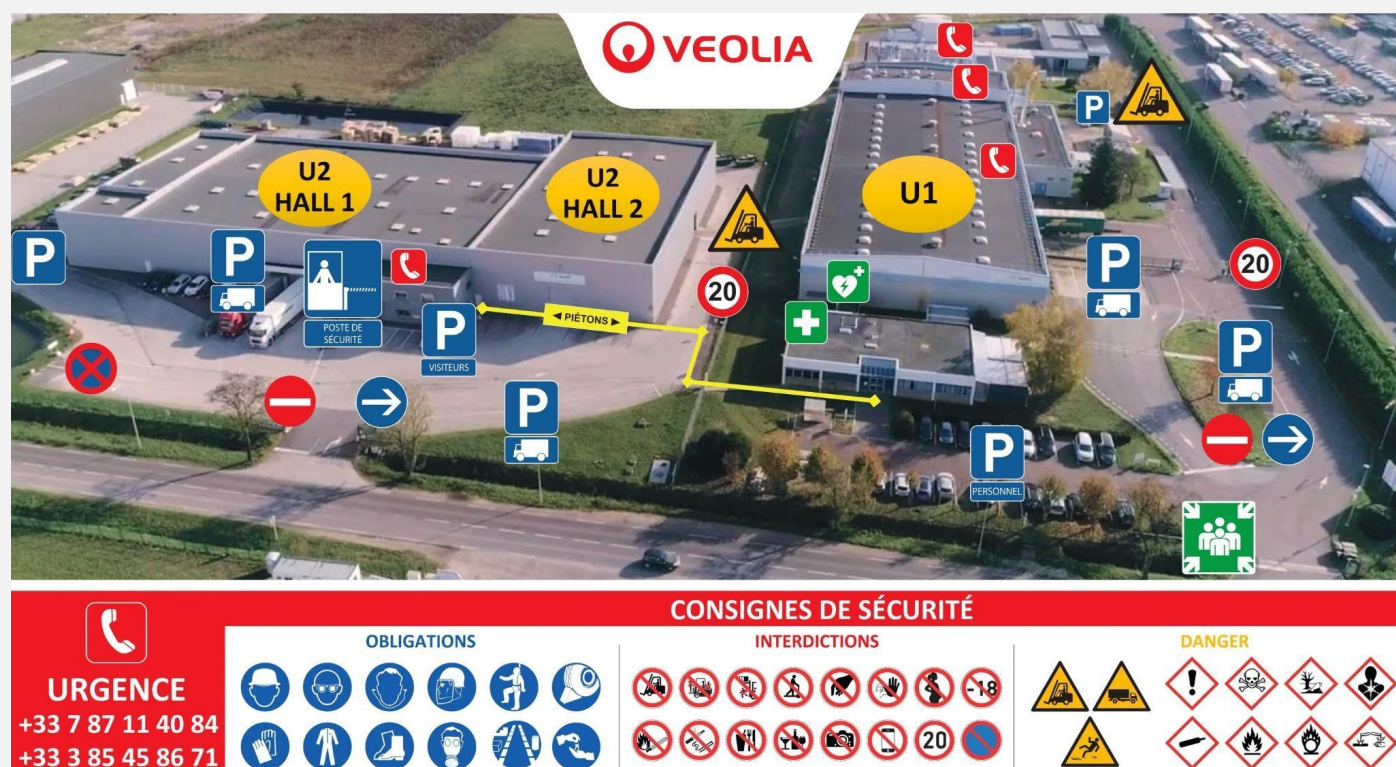 VEOLIA
U2
HALL 1
U2
HALL 2
U1
P
P
P
P
20
20
P
POSTE DE
SÉCURITÉ
◄ PIÉTONS ►
P
VISITEURS
P
P
P
PERSONNEL
CONSIGNES DE SÉCURITÉ
URGENCE
+33 7 87 11 40 84
+33 3 85 45 86 71
OBLIGATIONS
INTERDICTIONS
-18
20
DANGER